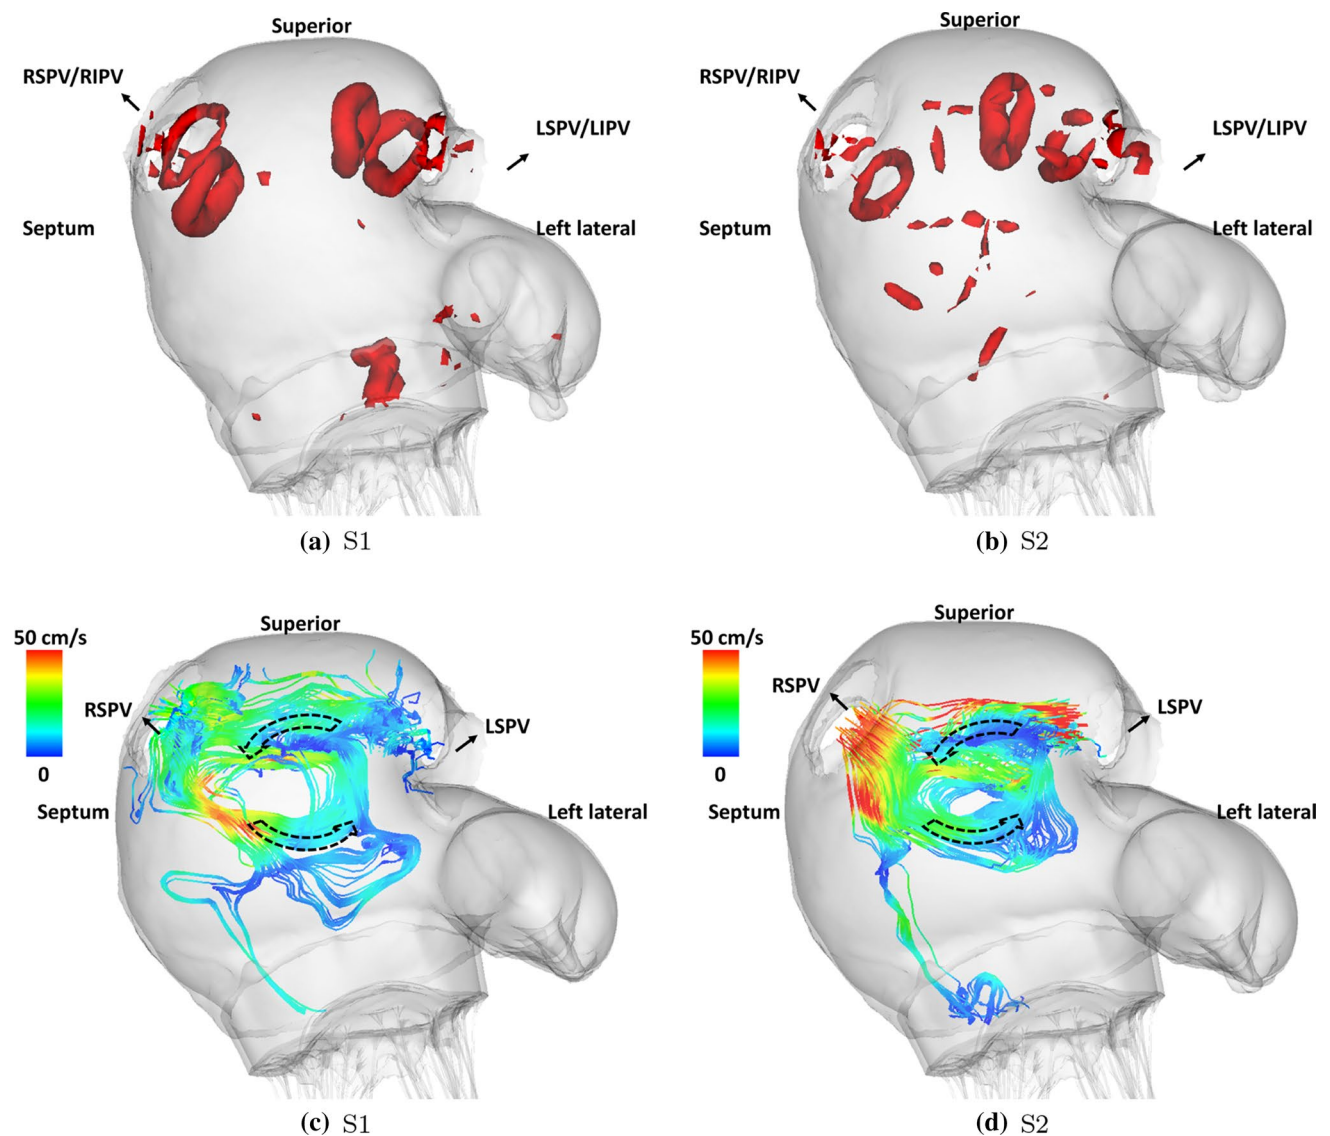 Superior
RSPV/RIPV
LSPV/LIPV
Septum
Left lateral
(a) S1
Superior
RSPV/RIPV
LSPV/LIPV
Septum
Left lateral
(b) S2
Superior
50 cm/s
RSPV
LSPV
0
Septum
Left lateral
(c) S1
Superior
50 cm/s
RSPV
LSPV
0
Septum
Left lateral
(d) S2